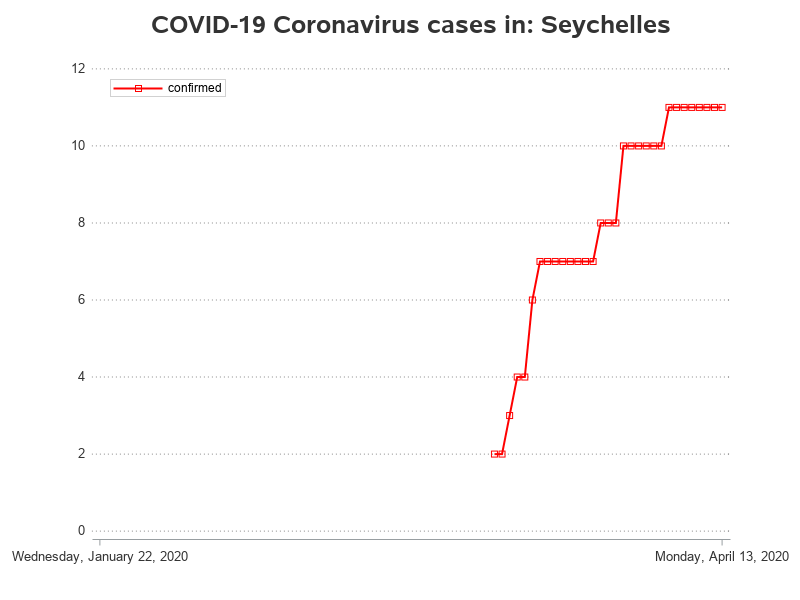 COVID-19 Coronavirus cases in: Seychelles
12
confirmed
10
8
6
4
2
0
Wednesday, January 22, 2020
Monday, April 13, 2020